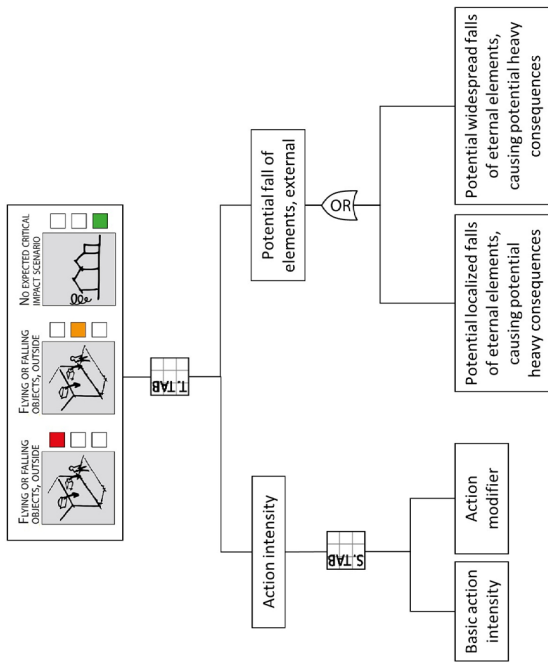 FLYING OR FALLING
OBJECTS, OUTSIDE
FLYING OR FALLING
OBJECTS, OUTSIDE
NO EXPECTED CRITICAL
IMPACT SCENARIO
T.TAB
Action intensity
Potential fall of
elements, external
S.TAB
OR
Basic action
intensity
Action
modifier
Potential localized falls
of eternal elements,
causing potential
heavy consequences
Potential widespread falls
of eternal elements,
causing potential heavy
consequences